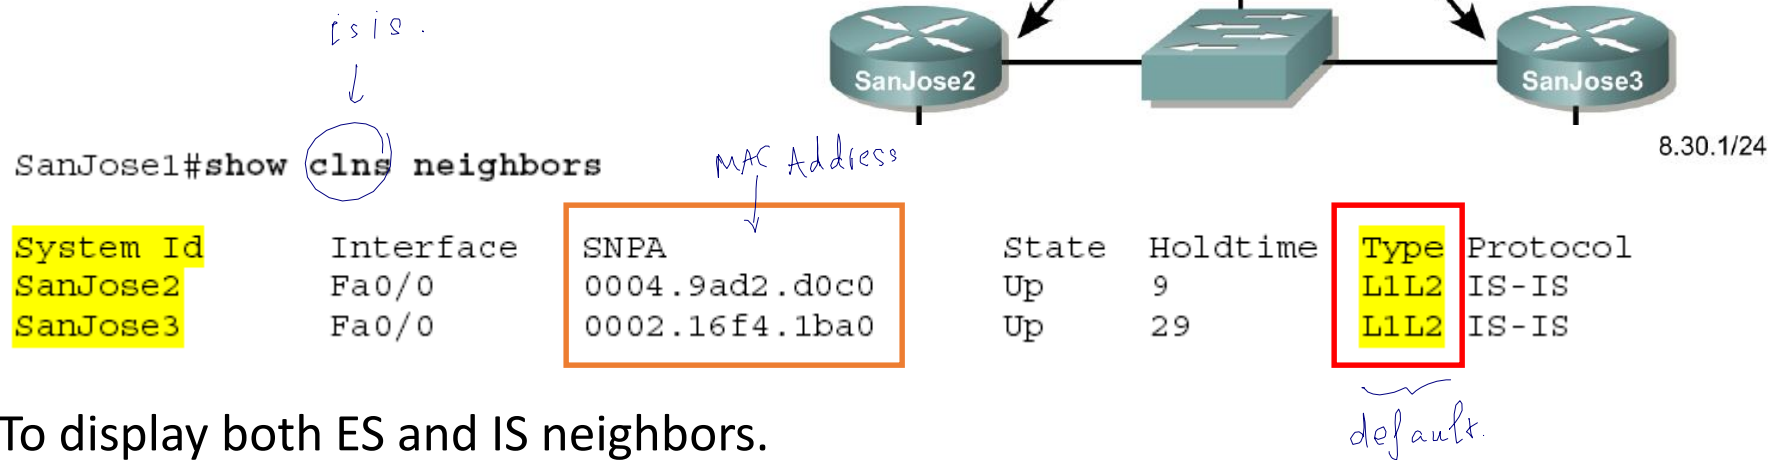 isis.
SanJose2
SanJose3
8.30.1/24
SanJose1#show clns neighbors
MAC Address
System Id Interface SNPA State Holdtime Type Protocol
SanJose2 Fa0/0 0004.9ad2.d0c0 Up 9 L1L2 IS-IS
SanJose3 Fa0/0 0002.16f4.1ba0 Up 29 L1L2 IS-IS
default.
To display both ES and IS neighbors.